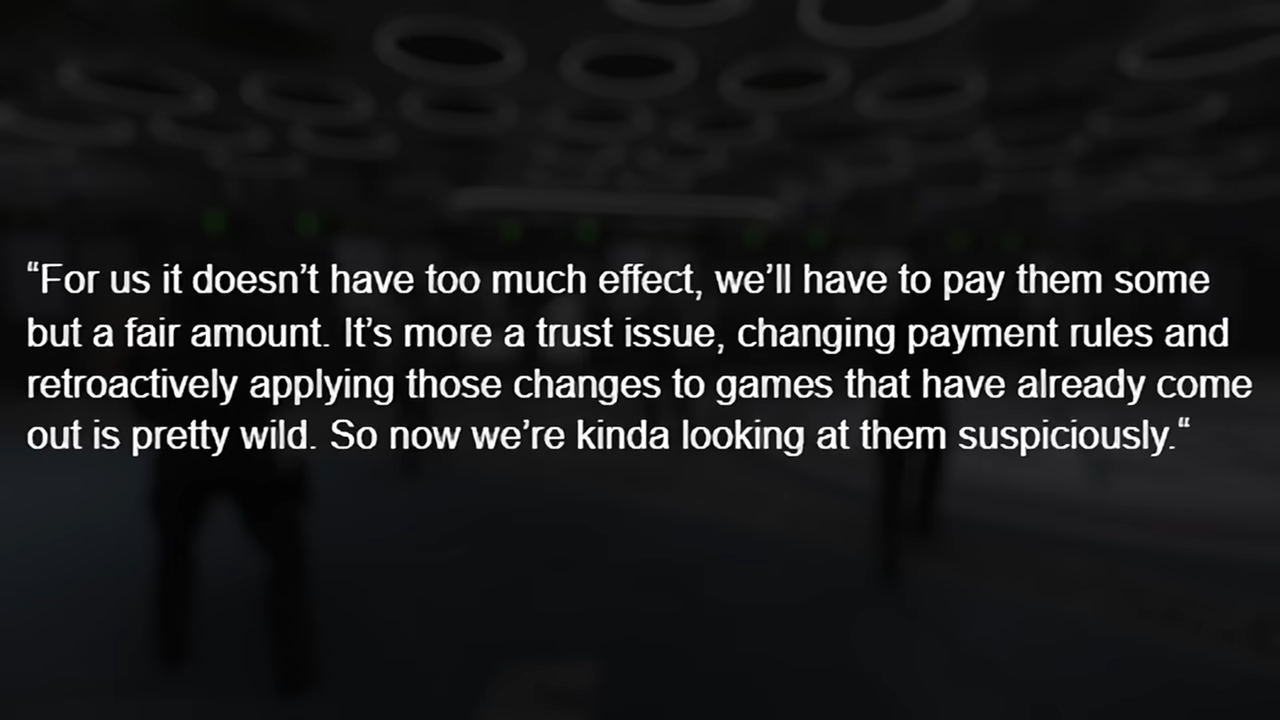 “For us it doesn’t have too much effect, we’ll have to pay them some
but a fair amount. It’s more a trust issue, changing payment rules and
retroactively applying those changes to games that have already come
out is pretty wild. So now we’re kinda looking at them suspiciously.“